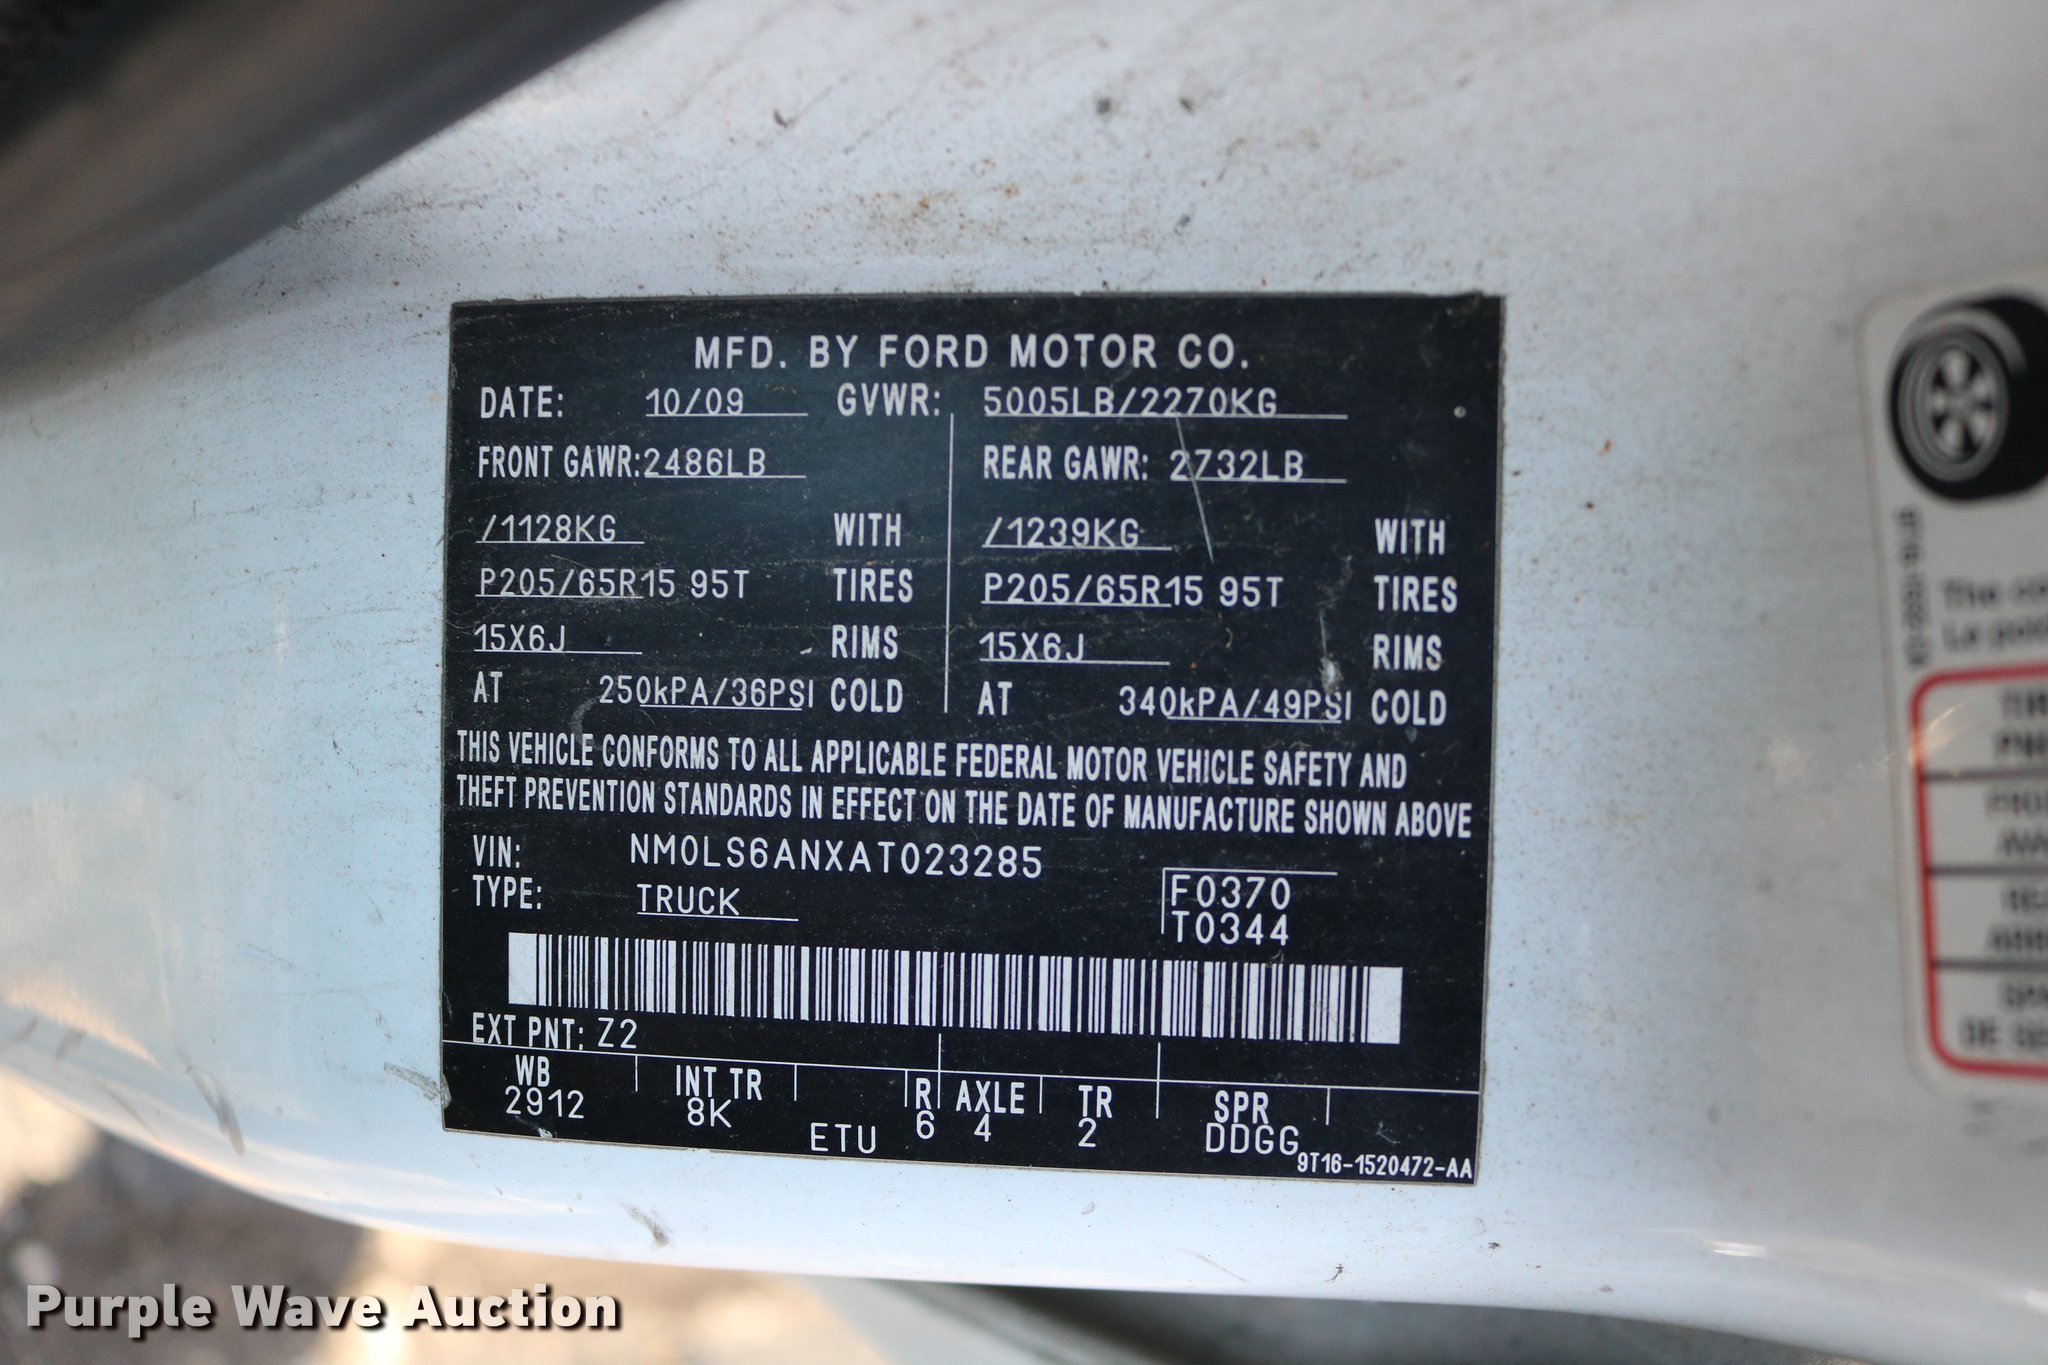 MFD. BY FORD MOTOR CO.
DATE: 10/09 GVWR: 5005LB/2270KG
FRONT GAWR: 2486LB REAR GAWR: 2732LB
/1128KG WITH /1239KG WITH
P205/65R15 95T TIRES P205/65R15 95T TIRES
15X6J RIMS 15X6J RIMS
AT 250kPA/36PSI COLD AT 340kPA/49PSI COLD
THIS VEHICLE CONFORMS TO ALL APPLICABLE FEDERAL MOTOR VEHICLE SAFETY AND
THEFT PREVENTION STANDARDS IN EFFECT ON THE DATE OF MANUFACTURE SHOWN ABOVE
VIN: NM0LS6ANXAT023285
TYPE: TRUCK
F0370
T0344
EXT PNT: Z2
WB INT TR R AXLE TR SPR
2912 8K ETU 6 4 2 DDGG
9T16-1520472-AA
The
La
Purple Wave Auction